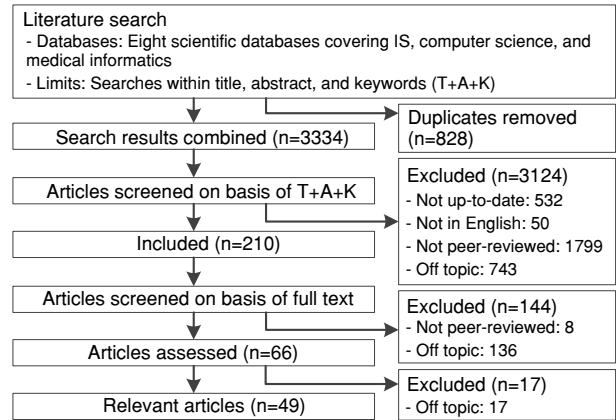 Literature search
- Databases: Eight scientific databases covering IS, computer science, and
medical informatics
- Limits: Searches within title, abstract, and keywords (T+A+K)
Duplicates removed
(n=828)
Search results combined (n=3334)
Articles screened on basis of T+A+K
Excluded (n=3124)
- Not up-to-date: 532
- Not in English: 50
- Not peer-reviewed: 1799
- Off topic: 743
Included (n=210)
Articles screened on basis of full text
Excluded (n=144)
- Not peer-reviewed: 8
- Off topic: 136
Articles assessed (n=66)
Excluded (n=17)
- Off topic: 17
Relevant articles (n=49)